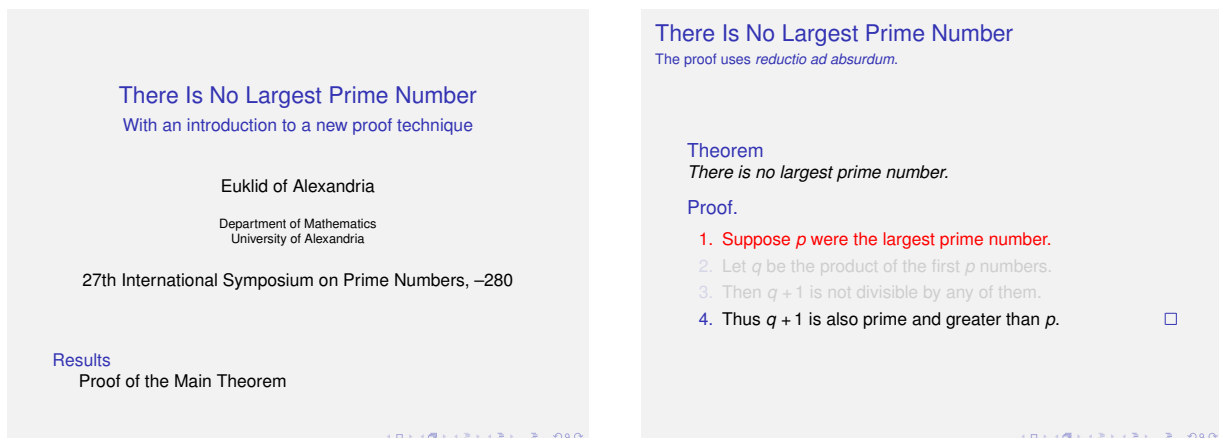 There Is No Largest Prime Number
With an introduction to a new proof technique
Euklid of Alexandria
Department of Mathematics
University of Alexandria
27th International Symposium on Prime Numbers, –280
Results
Proof of the Main Theorem
There Is No Largest Prime Number
The proof uses reductio ad absurdum.
Theorem
There is no largest prime number.
Proof.
1. Suppose p were the largest prime number.
2. Let q be the product of the first p numbers.
3. Then q + 1 is not divisible by any of them.
4. Thus q + 1 is also prime and greater than p. □